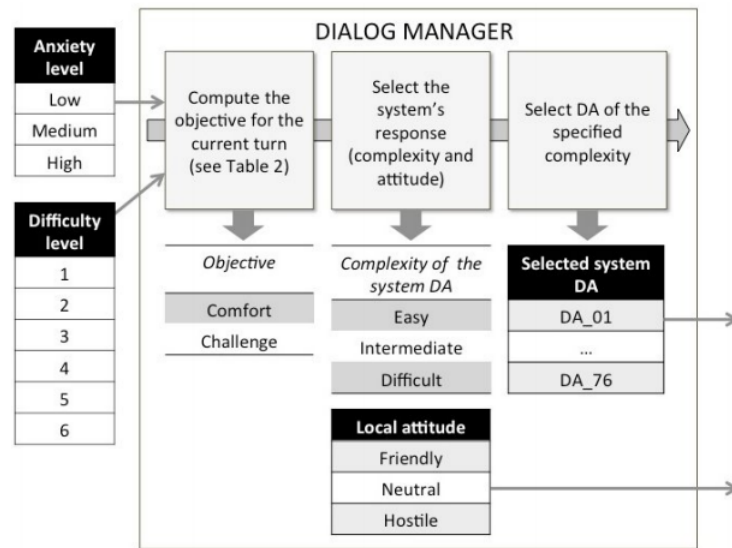 DIALOG MANAGER
Anxiety
level
Low
Medium
High
Difficulty
level
1
2
3
4
5
6
Compute the
objective for the
current turn
(see Table 2)
Select the
system's
response
(complexity and
attitude)
Select DA of the
specified
complexity
Objective
Comfort
Challenge
Complexity of the
system DA
Easy
Intermediate
Difficult
Local attitude
Friendly
Neutral
Hostile
Selected system
DA
DA_01
...
DA_76